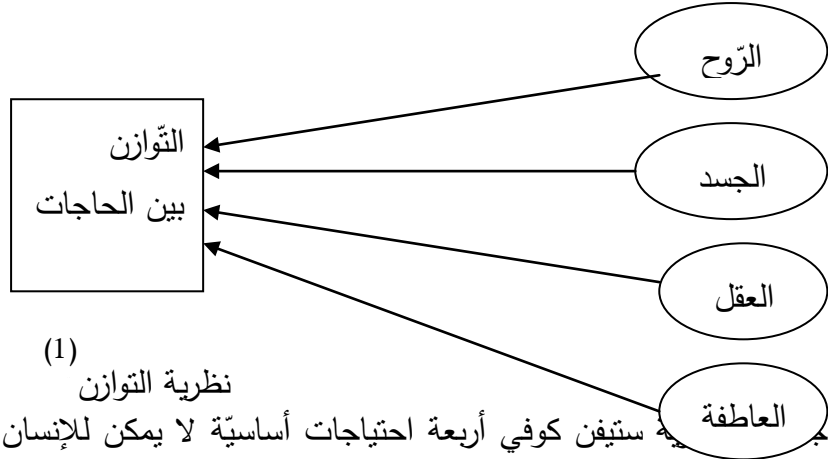 الرّوح
التّوازن
بين الحاجات
الجسد
العقل
العاطفة
(1)
نظرية التوازن
ستيفن كوفي أربعة احتياجات أساسيّة لا يمكن للإنسان